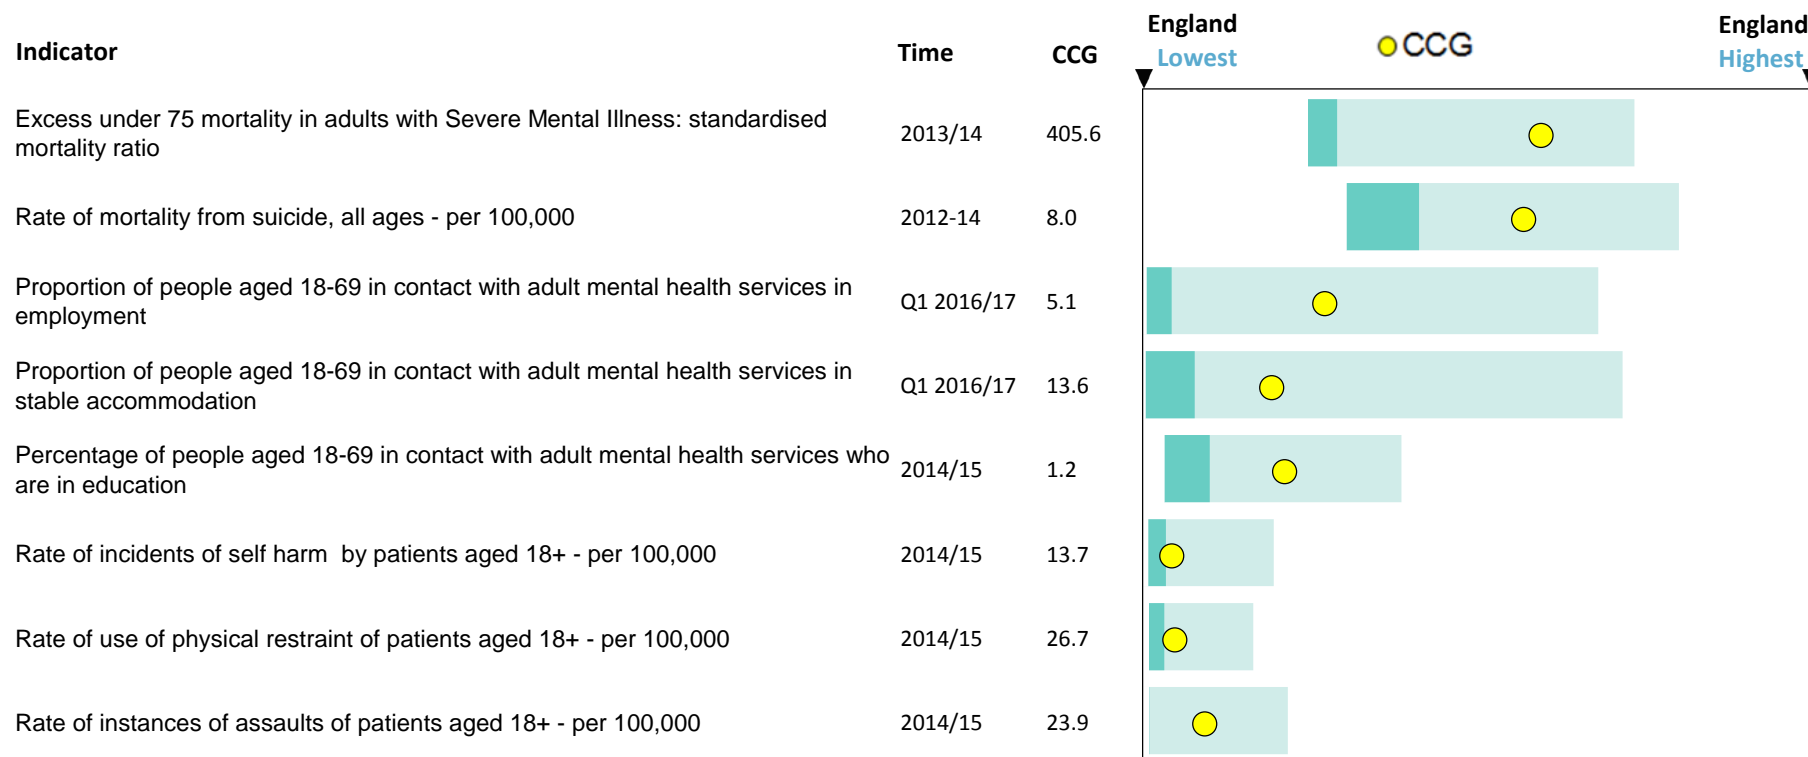 England England
Indicator Time CCG Lowest CCG Highest
Excess under 75 mortality in adults with Severe Mental Illness: standardised
mortality ratio
2013/14 405.6
Rate of mortality from suicide, all ages - per 100,000 2012-14 8.0
Proportion of people aged 18-69 in contact with adult mental health services in
employment
Q1 2016/17 5.1
Proportion of people aged 18-69 in contact with adult mental health services in
stable accommodation
Q1 2016/17 13.6
Percentage of people aged 18-69 in contact with adult mental health services who
are in education
2014/15 1.2
Rate of incidents of self harm  by patients aged 18+ - per 100,000 2014/15 13.7
Rate of use of physical restraint of patients aged 18+ - per 100,000 2014/15 26.7
Rate of instances of assaults of patients aged 18+ - per 100,000 2014/15 23.9